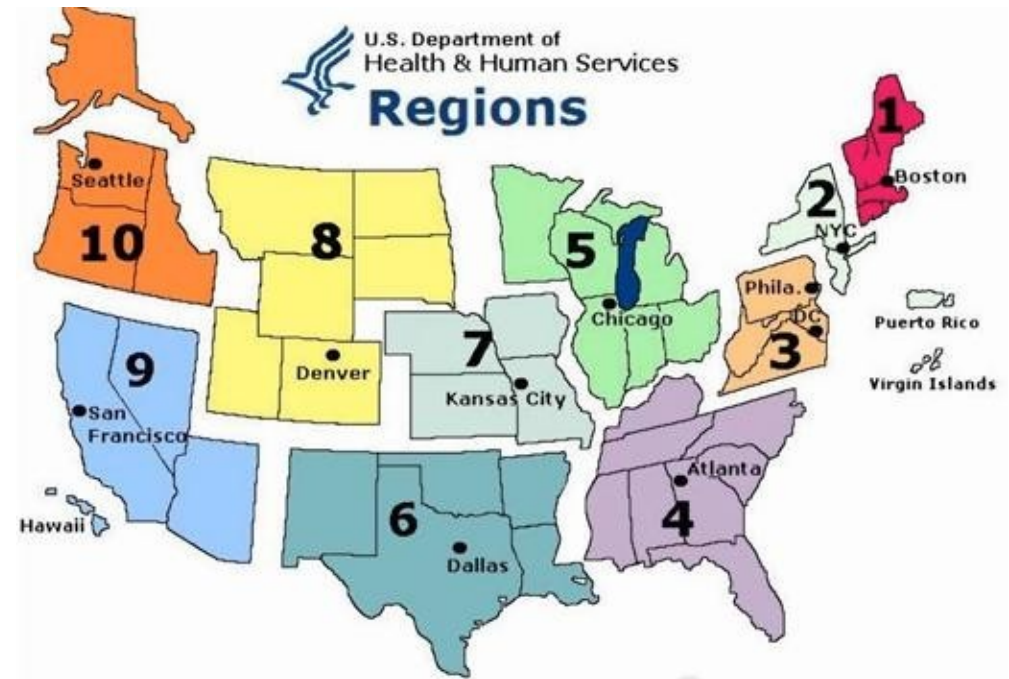 U.S. Department of
Health & Human Services
Regions
1
Boston
2
NYC
Seattle
10
8
5
Chicago
Phila.
DC
3
Puerto Rico
Virgin Islands
7
Kansas City
Denver
9
San
Francisco
Hawaii
6
Dallas
Atlanta
4